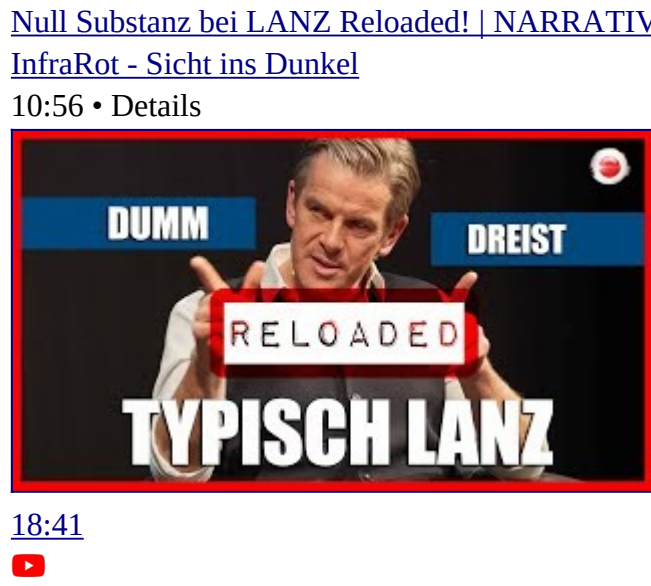 Null Substanz bei LANZ Reloaded! | NARRATIV
InfraRot - Sicht ins Dunkel
10:56 • Details
DUMM
DREIST
RELOADED
TYPISCH LANZ
18:41